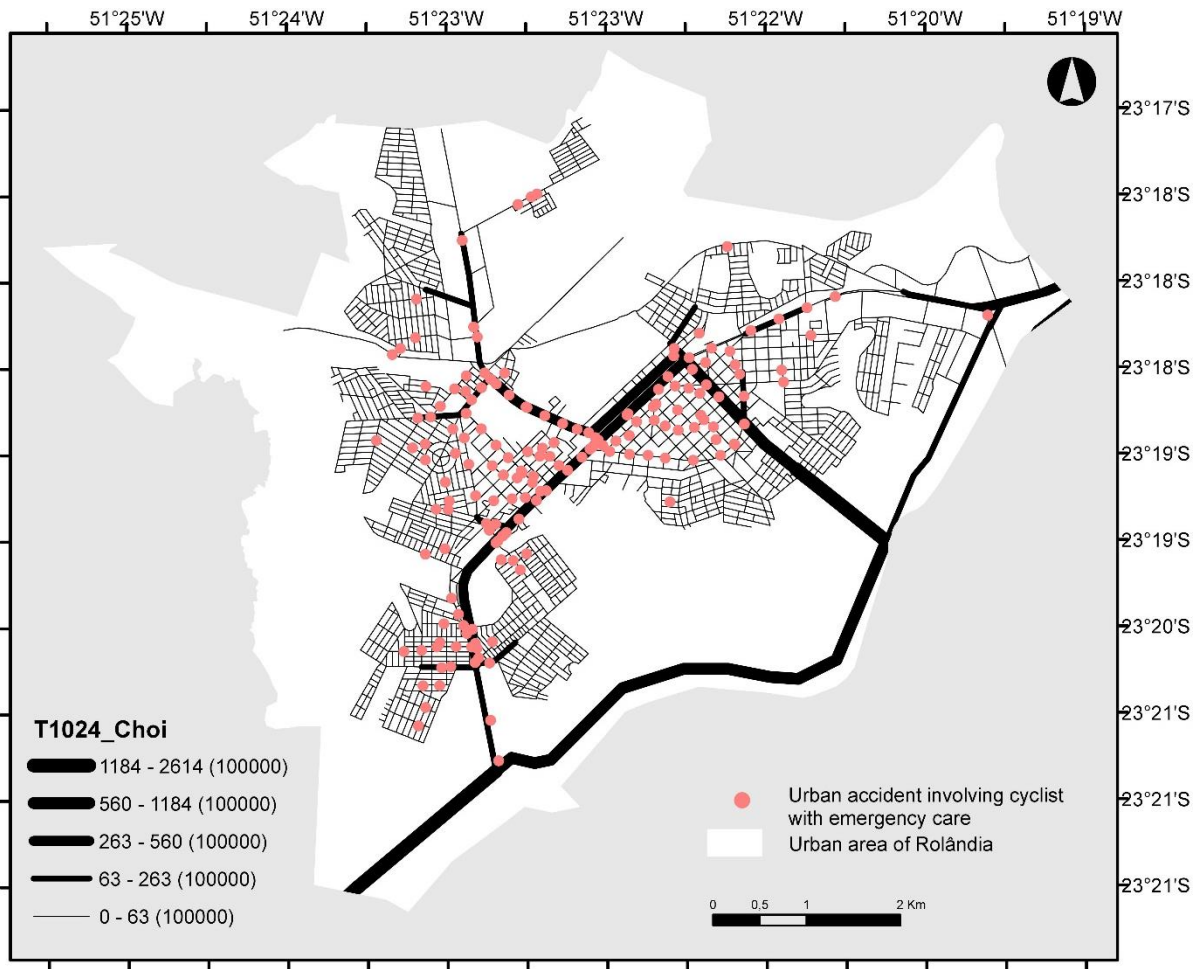 51°25'W 51°24'W 51°23'W 51°23'W 51°22'W 51°20'W 51°19'W
23°17'S
23°18'S
23°18'S
23°18'S
23°19'S
23°19'S
23°20'S
23°21'S
23°21'S
23°21'S
T1024_Choi
1184 - 2614 (100000)
560 - 1184 (100000)
263 - 560 (100000)
63 - 263 (100000)
0 - 63 (100000)
Urban accident involving cyclist
with emergency care
Urban area of Rolândia
0 0,5 1 2 Km